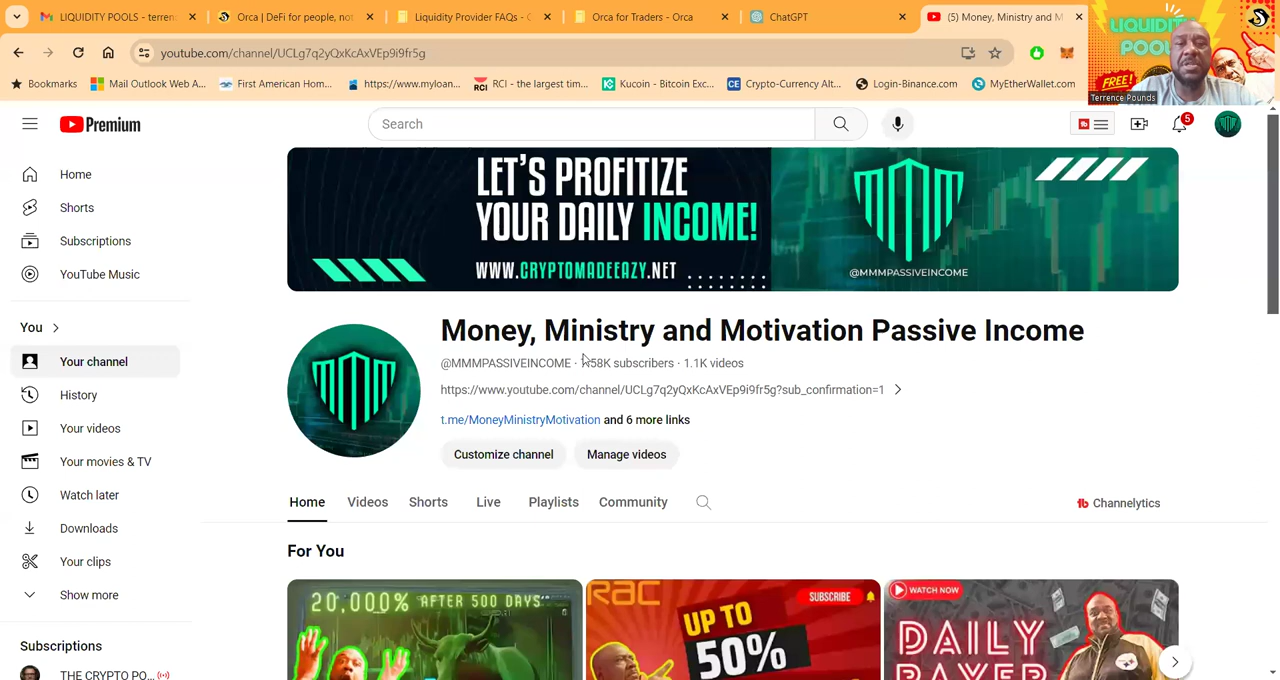 LIQUIDITY POOLS - terren
Orca | DeFi for people, not
Liquidity Provider FAQs - C
Orca for Traders - Orca
ChatGPT
(5) Money, Ministry and M
youtube.com/channel/UCLg7q2yQxKcAxVEp9i9fr5g
Bookmarks
Mail Outlook Web A...
First American Hom...
https://www.myloan...
RCI - the largest tim...
Kucoin - Bitcoin Exc...
Crypto-Currency Alt...
Login-Binance.com
MyEtherWallet.com
LIQUIDITY
POOL
FREE!
Terrence Pounds
Premium
Search
5
LET'S PROFITIZE
YOUR DAILY INCOME!
WWW.CRYPTOMADEEAZY.NET
@MMMPASSIVEINCOME
Home
Shorts
Subscriptions
YouTube Music
You
Your channel
History
Your videos
Your movies & TV
Watch later
Downloads
Your clips
Show more
Subscriptions
THE CRYPTO PO...
Money, Ministry and Motivation Passive Income
@MMMPASSIVEINCOME · 58K subscribers · 1.1K videos
https://www.youtube.com/channel/UCLg7q2yQxKcAxVEp9i9fr5g?sub_confirmation=1
t.me/MoneyMinistryMotivation and 6 more links
Customize channel
Manage videos
Home
Videos
Shorts
Live
Playlists
Community
Channelytics
For You
20,000% AFTER 500 DAYS
RAC
SUBSCRIBE
UP TO
50%
WATCH NOW
DAILY
PAYER